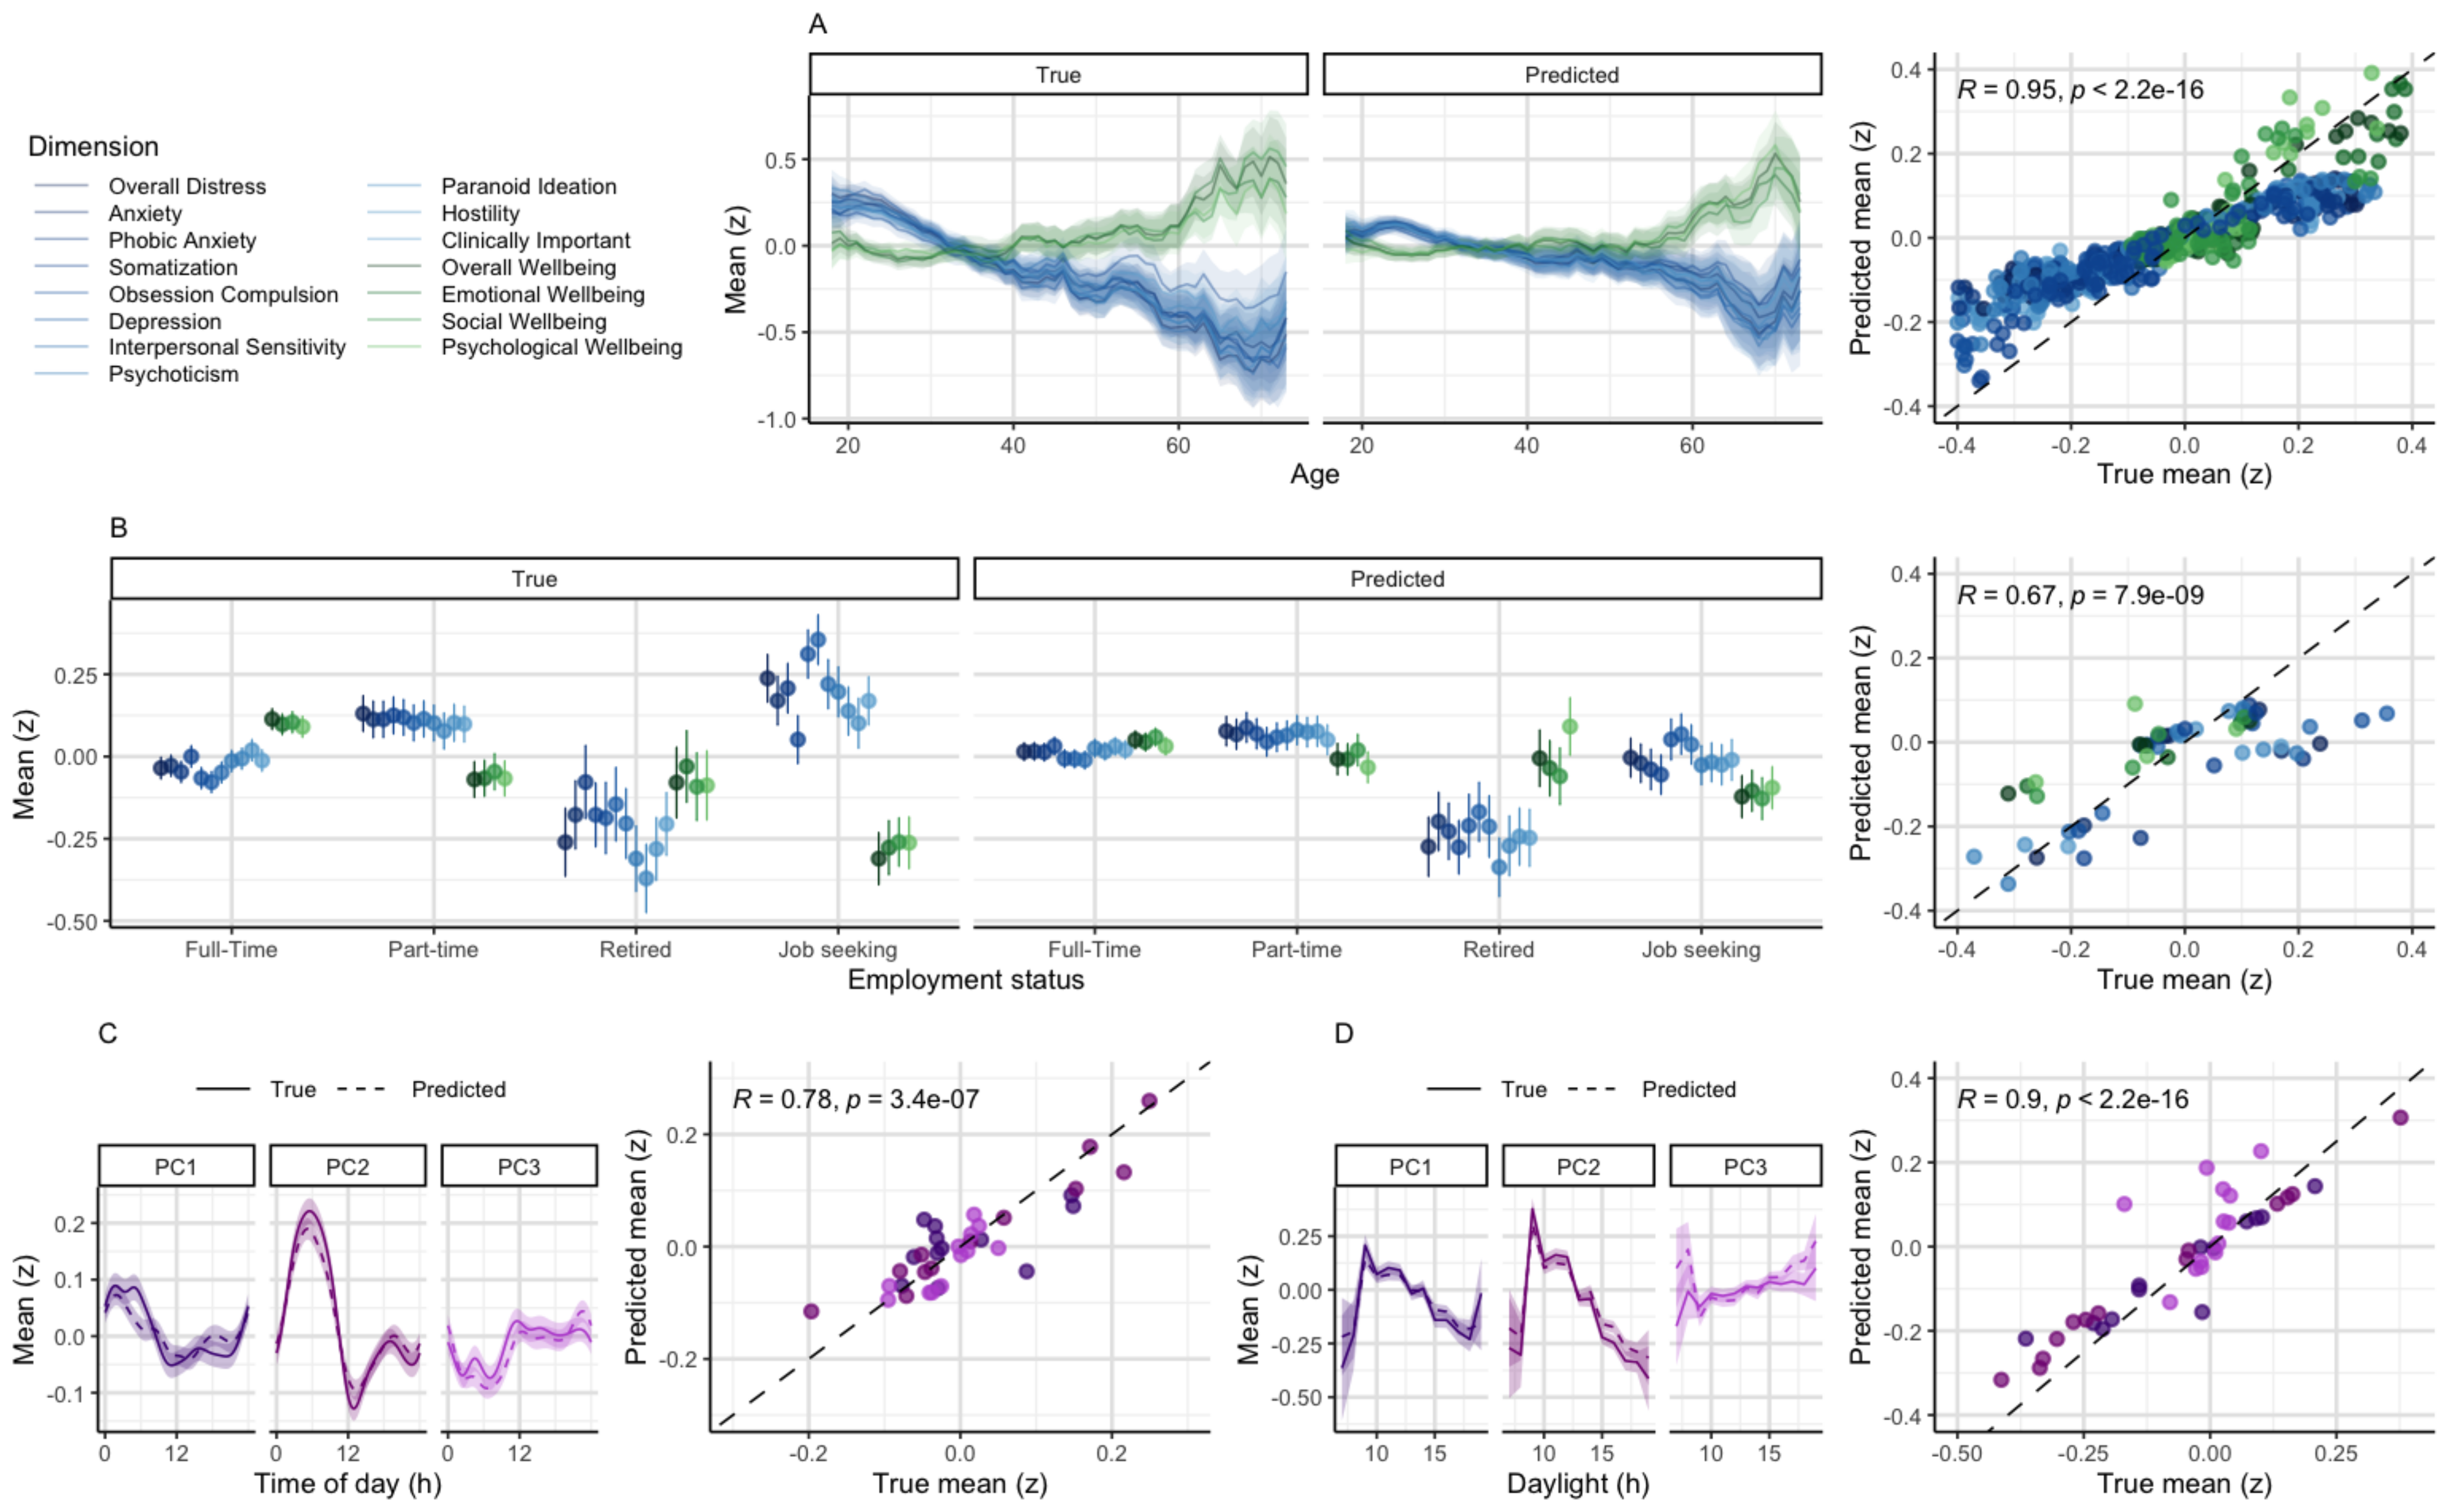 A
True
Predicted
R = 0.95, p < 2.2e-16
Dimension
Overall Distress
Anxiety
Phobic Anxiety
Somatization
Obsession Compulsion
Depression
Interpersonal Sensitivity
Psychoticism
Paranoid Ideation
Hostility
Clinically Important
Overall Wellbeing
Emotional Wellbeing
Social Wellbeing
Psychological Wellbeing
Mean (z)
0.5
0.0
-0.5
-1.0
20 40 60
20 40 60
Age
Predicted mean (z)
0.4
0.2
0.0
-0.2
-0.4
-0.4 -0.2 0.0 0.2 0.4
True mean (z)
B
True
Predicted
Mean (z)
0.25
0.00
-0.25
-0.50
Full-Time Part-time Retired Job seeking
Full-Time Part-time Retired Job seeking
Employment status
R = 0.67, p = 7.9e-09
Predicted mean (z)
0.4
0.2
0.0
-0.2
-0.4
-0.4 -0.2 0.0 0.2 0.4
True mean (z)
C
True Predicted
PC1 PC2 PC3
Mean (z)
0.2
0.1
0.0
-0.1
0 12 0 12 0 12
Time of day (h)
R = 0.78, p = 3.4e-07
Predicted mean (z)
0.2
0.0
-0.2
-0.2 0.0 0.2
True mean (z)
D
True Predicted
PC1 PC2 PC3
Mean (z)
0.25
0.00
-0.25
-0.50
10 15 10 15 10 15
Daylight (h)
R = 0.9, p < 2.2e-16
Predicted mean (z)
0.4
0.2
0.0
-0.2
-0.4
-0.50 -0.25 0.00 0.25
True mean (z)